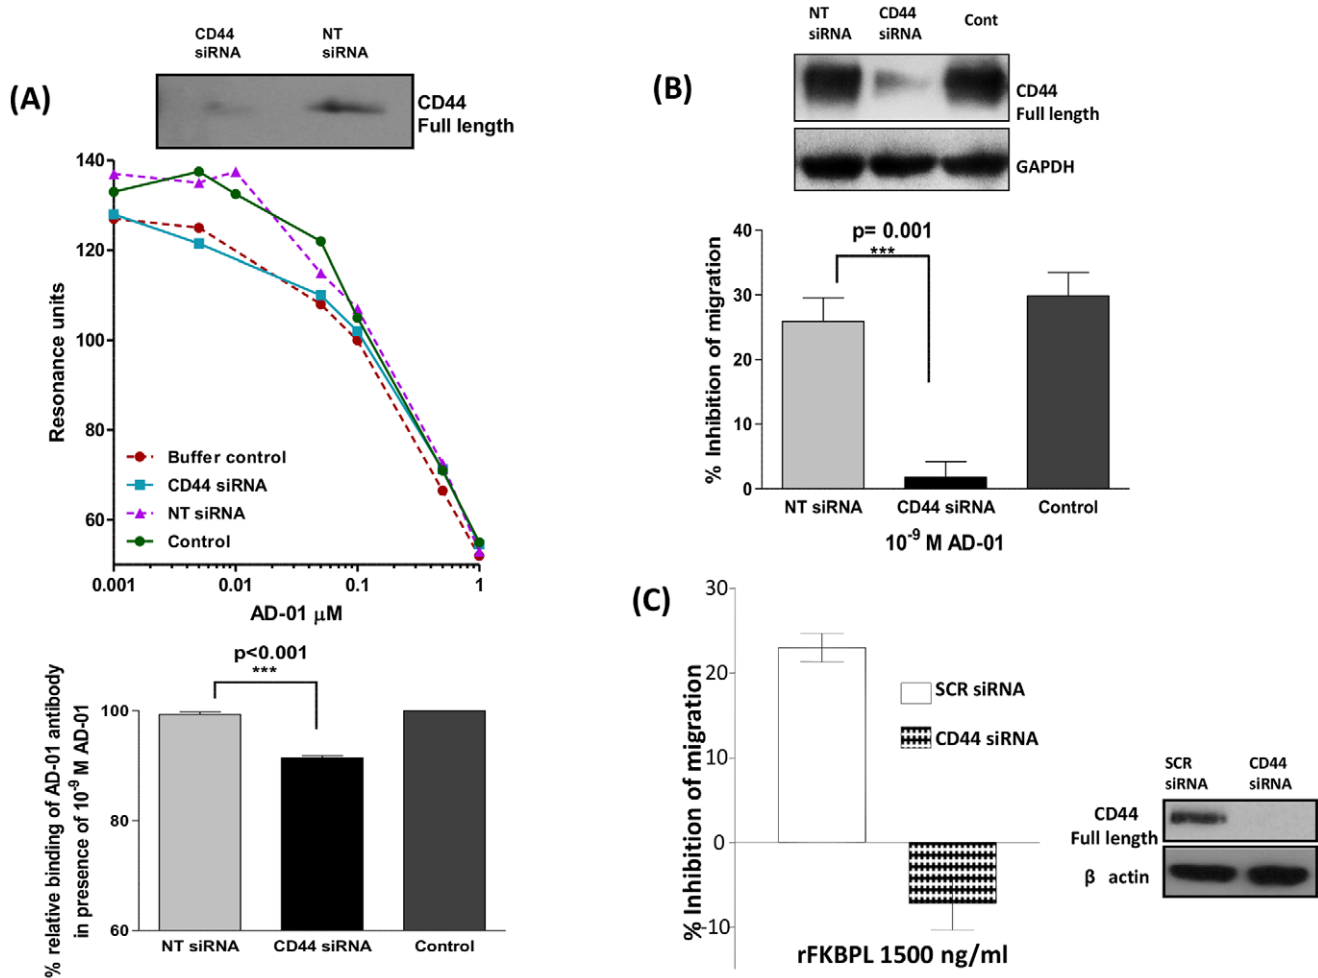 (A)
CD44 siRNA
NT siRNA
CD44
Full length
140
120
100
80
60
Resonance units
Buffer control
CD44 siRNA
NT siRNA
Control
0.001 0.01 0.1 1
AD-01 μM
p<0.001
***
100
80
60
% relative binding of AD-01 antibody
in presence of 10-9 M AD-01
NT siRNA CD44 siRNA Control
(B)
NT siRNA
CD44 siRNA
Cont
CD44
Full length
GAPDH
p= 0.001
***
40
30
20
10
0
% Inhibition of migration
NT siRNA CD44 siRNA Control
10-9 M AD-01
(C)
30
20
10
0
-10
% Inhibition of migration
SCR siRNA
CD44 siRNA
rFKBPL 1500 ng/ml
SCR siRNA
CD44 siRNA
CD44
Full length
β actin